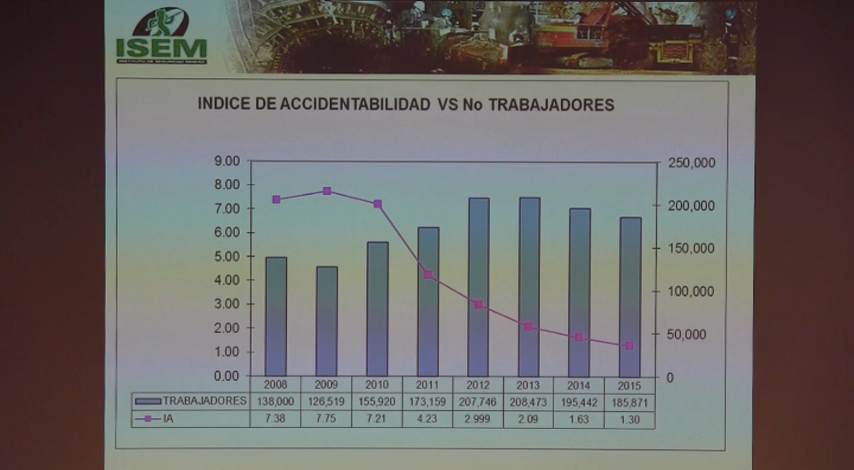 ISEM
INSTITUTO DE SEGURIDAD MINERA
INDICE DE ACCIDENTABILIDAD VS No TRABAJADORES
9.00 250,000
8.00
7.00 200,000
6.00 150,000
5.00
4.00 100,000
3.00
2.00 50,000
1.00
0.00 0
2008 2009 2010 2011 2012 2013 2014 2015
TRABAJADORES 138,000 126,519 155,920 173,159 207,746 208,473 195,442 185,871
IA 7.38 7.75 7.21 4.23 2.999 2.09 1.63 1.30